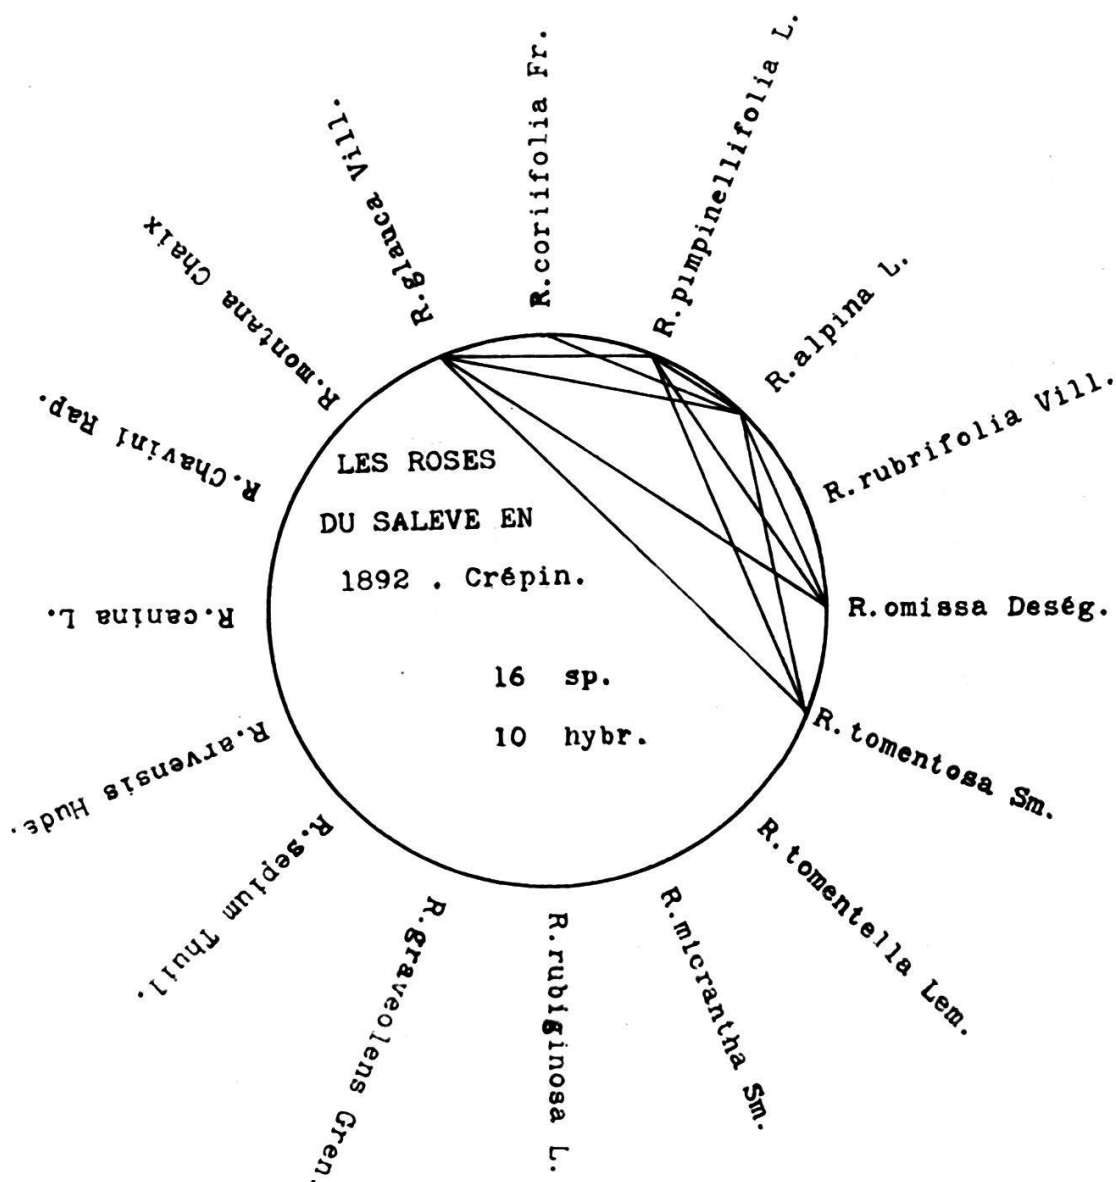 R.coriifolia Fr.
R.pimpinellifolia L.
R.alpina L.
R.rubrifolia Vill.
R.omissa Deség.
R.tomentosa Sm.
R.tomentella Lem.
R.micrantha Sm.
R.rubiginosa L.
R.graveolens Gren.
R.sepium Thuil.
R.arvensis Huds.
R.canina L.
R.Chavini Rap.
R.montana Chaix
R.glauca Vill.
LES ROSES
DU SALEVE EN
1892 . Crépin.
16 sp.
10 hybr.